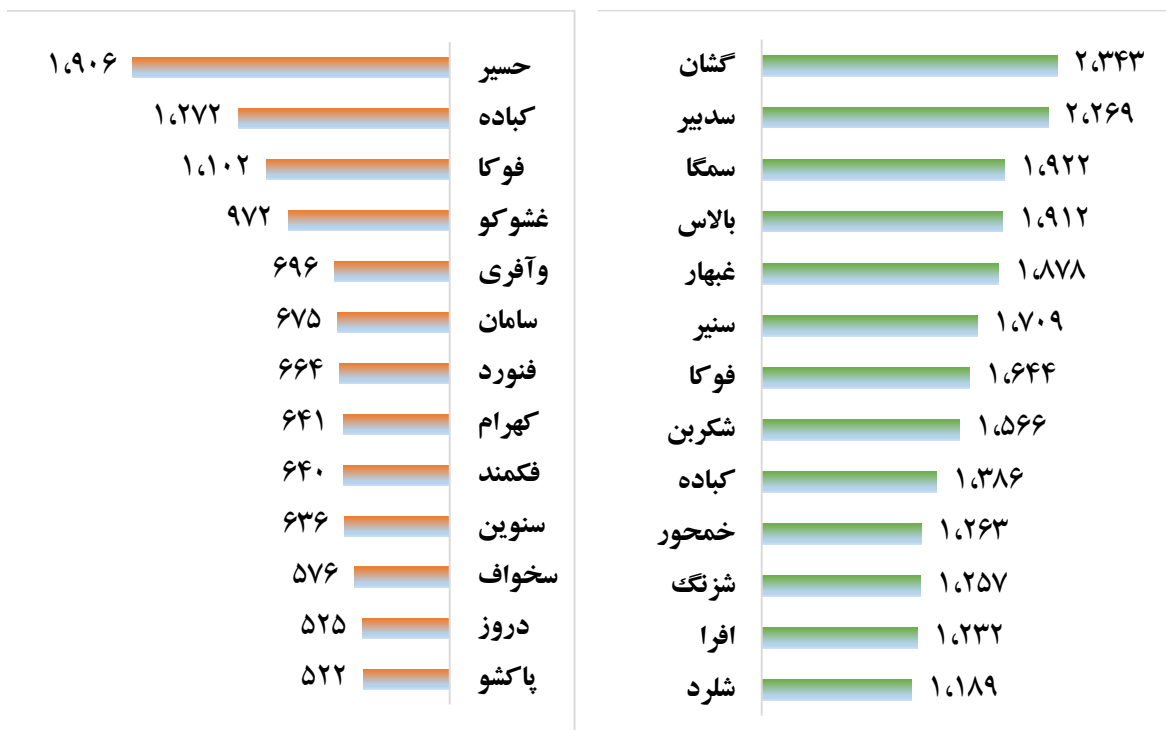 گشان ۲،۳۴۳
سدبیر ۲،۲۶۹
سمگا ۱،۹۲۲
بالاس ۱،۹۱۲
غبهار ۱،۸۷۸
سنیر ۱،۷۰۹
فوکا ۱،۶۴۴
شکربن ۱،۵۶۶
کباده ۱،۳۸۶
خمحور ۱،۲۶۳
شزنگ ۱،۲۵۷
افرا ۱،۲۳۲
شلرد ۱،۱۸۹
حسیر ۱،۹۰۶
کباده ۱،۲۷۲
فوکا ۱،۱۰۲
غشوکو ۹۷۲
وآفری ۶۹۶
سامان ۶۷۵
فنورد ۶۶۴
کهرام ۶۴۱
فکمند ۶۴۰
سنوین ۶۳۶
سخواف ۵۷۶
دروز ۵۲۵
پاکشو ۵۲۲